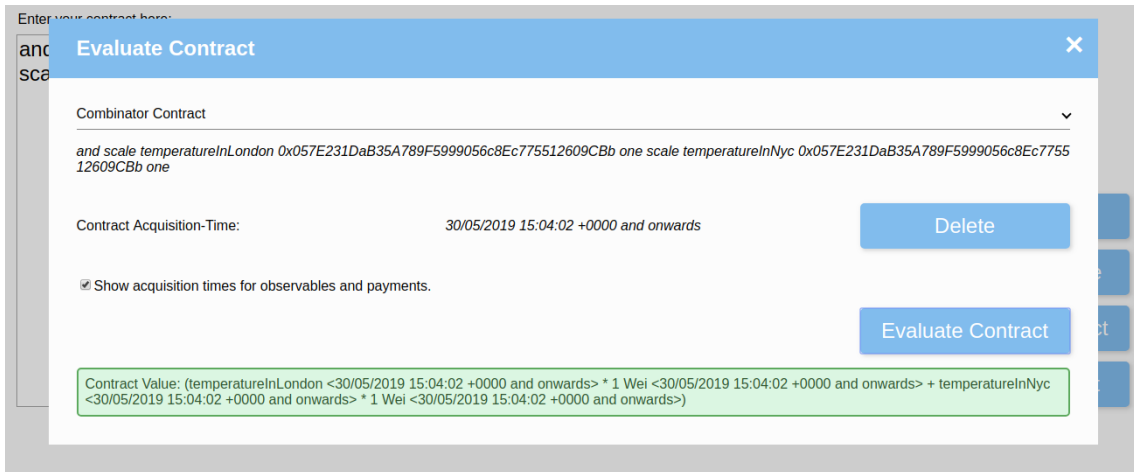 Enter your contract here:
and
sca
Evaluate Contract
×
Combinator Contract
and scale temperatureInLondon 0x057E231DaB35A789F5999056c8Ec775512609CBb one scale temperatureInNyc 0x057E231DaB35A789F5999056c8Ec7755
12609CBb one
Contract Acquisition-Time:
30/05/2019 15:04:02 +0000 and onwards
Delete
Show acquisition times for observables and payments.
Evaluate Contract
Contract Value: (temperatureInLondon <30/05/2019 15:04:02 +0000 and onwards> * 1 Wei <30/05/2019 15:04:02 +0000 and onwards> + temperatureInNyc
<30/05/2019 15:04:02 +0000 and onwards> * 1 Wei <30/05/2019 15:04:02 +0000 and onwards>)